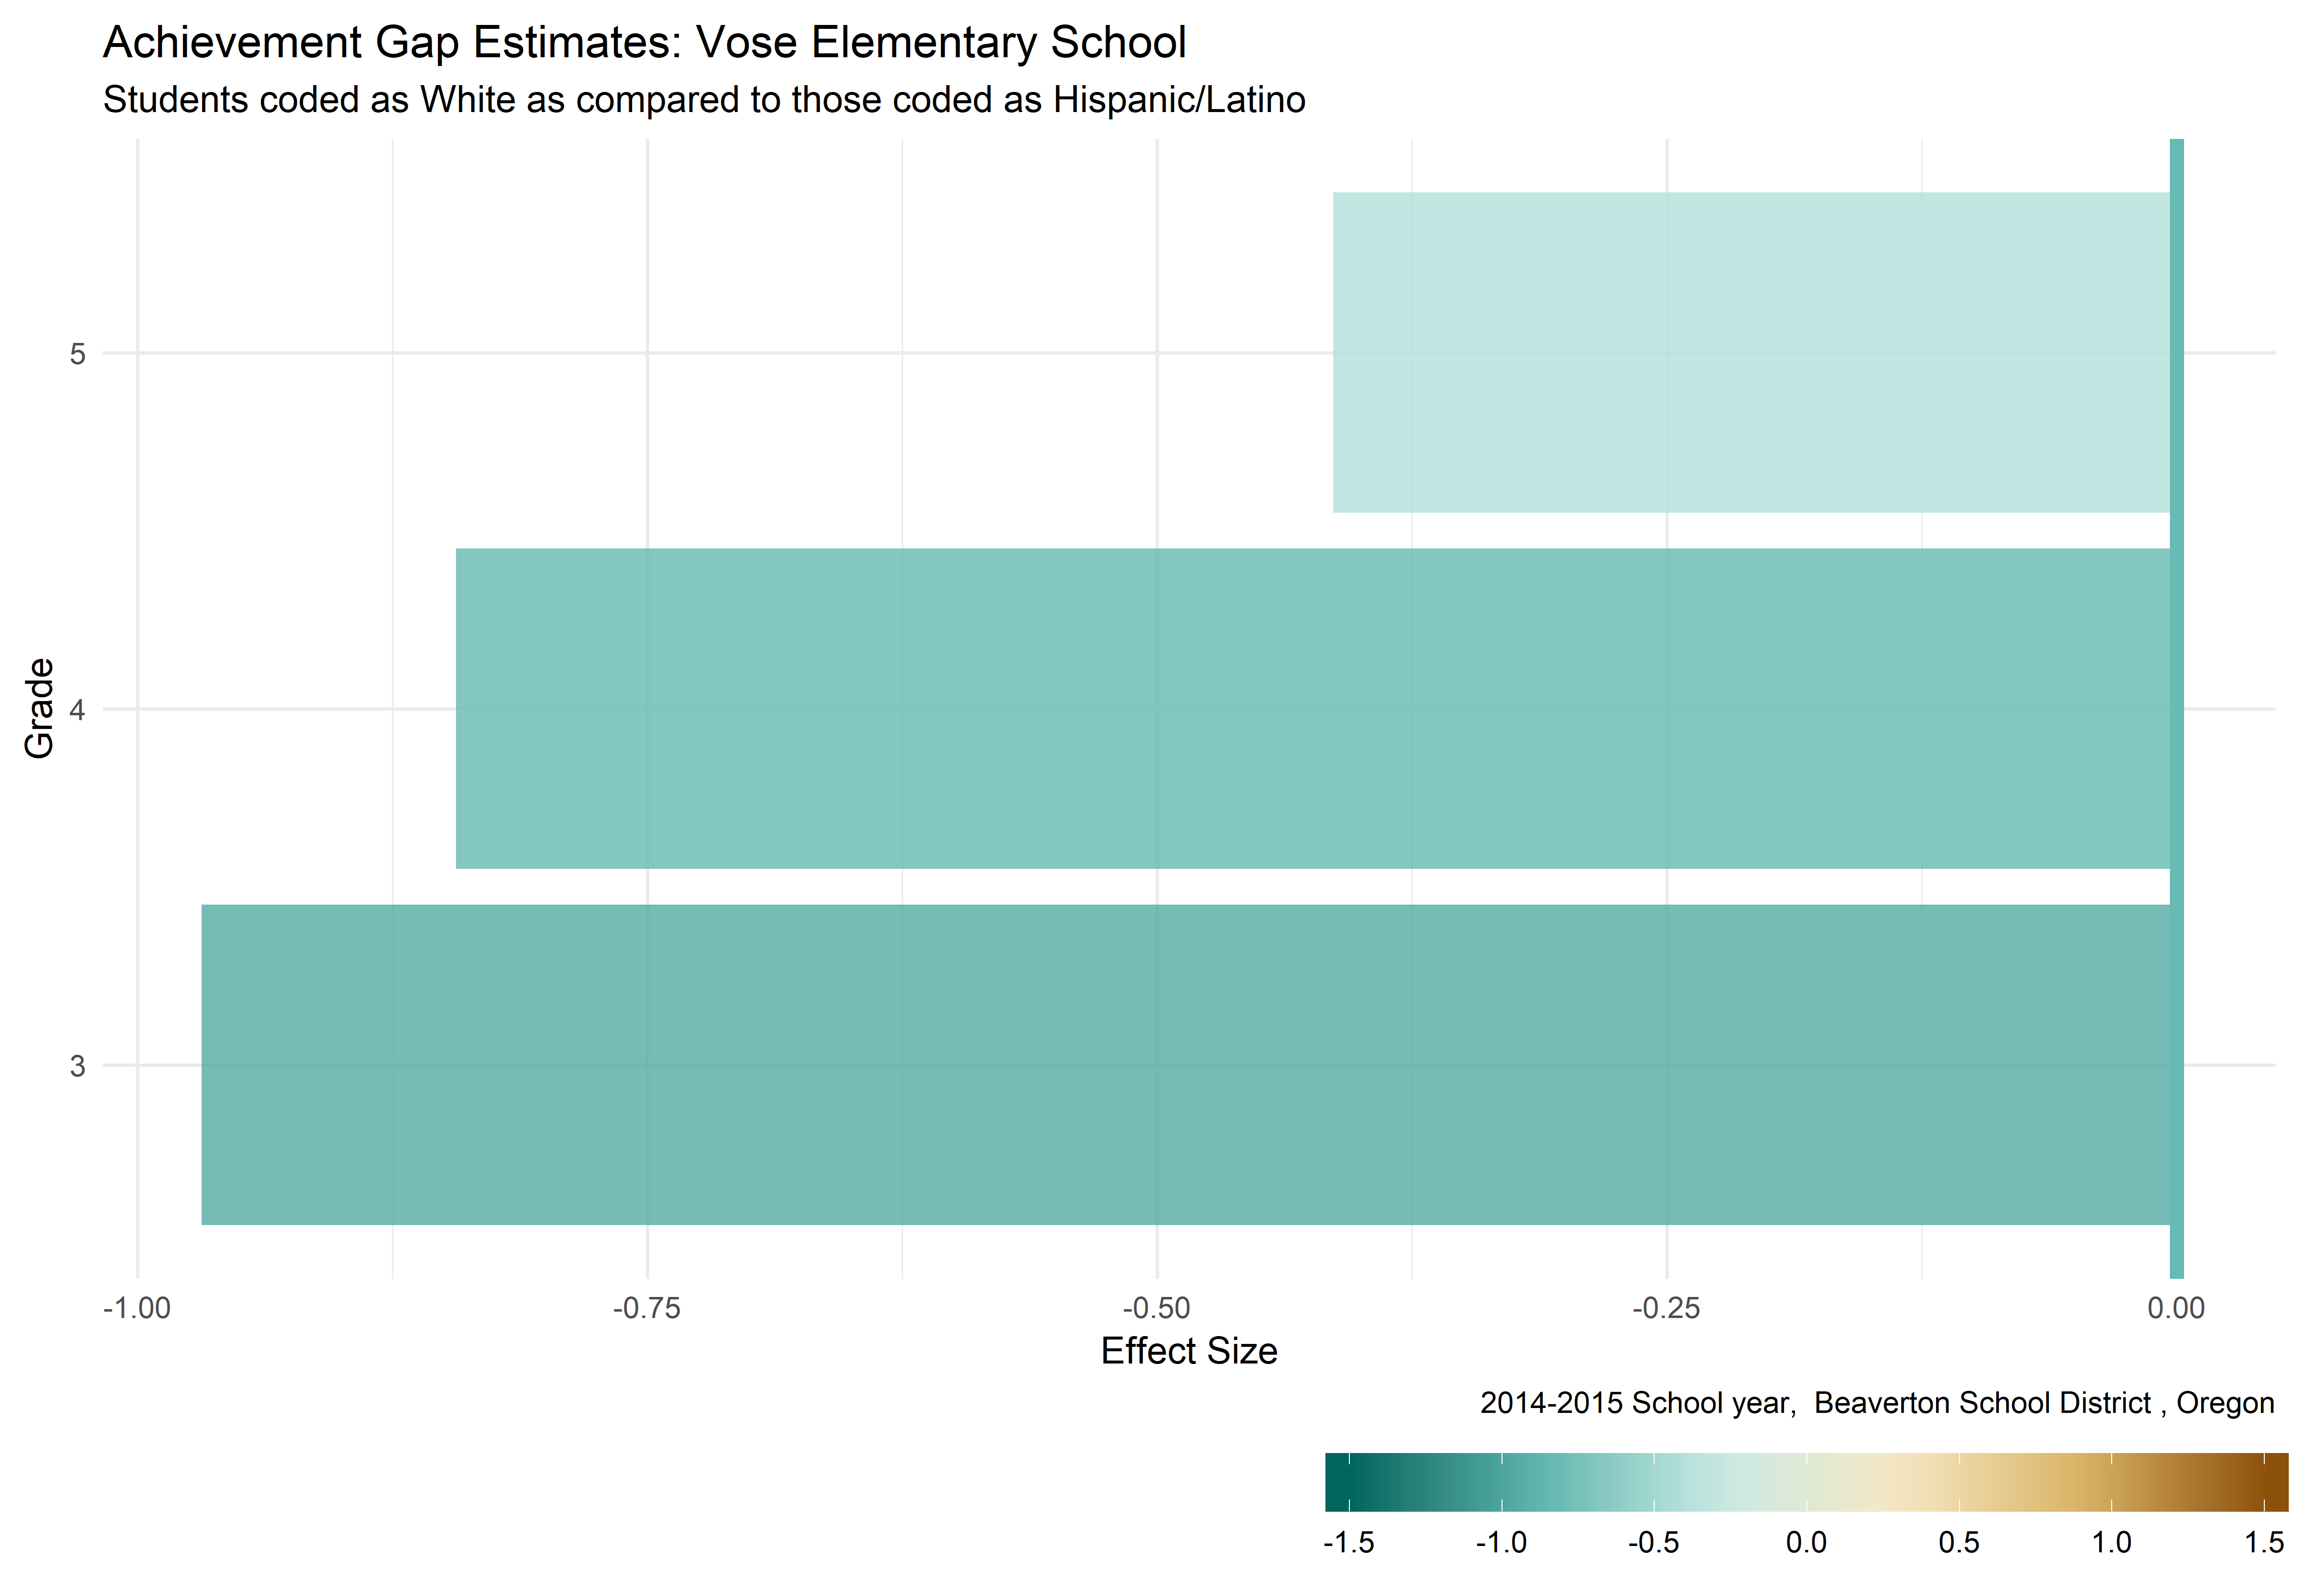 Achievement Gap Estimates: Vose Elementary School
Students coded as White as compared to those coded as Hispanic/Latino
5
4
3
Grade
-1.00 -0.75 -0.50 -0.25 0.00
Effect Size
2014-2015 School year,  Beaverton School District , Oregon
-1.5 -1.0 -0.5 0.0 0.5 1.0 1.5